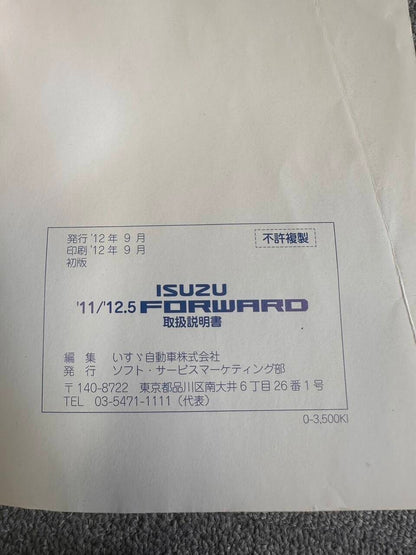 発行 '12年 9月
不許複製
印刷 '12年 9月
初版
ISUZU
'11/'12.5 FORWARD
取扱説明書
編 集 いすゞ自動車株式会社
発 行 ソフト・サービスマーケティング部
〒140-8722 東京都品川区南大井6丁目26番1号
TEL 03-5471-1111（代表）
0-3,500KI